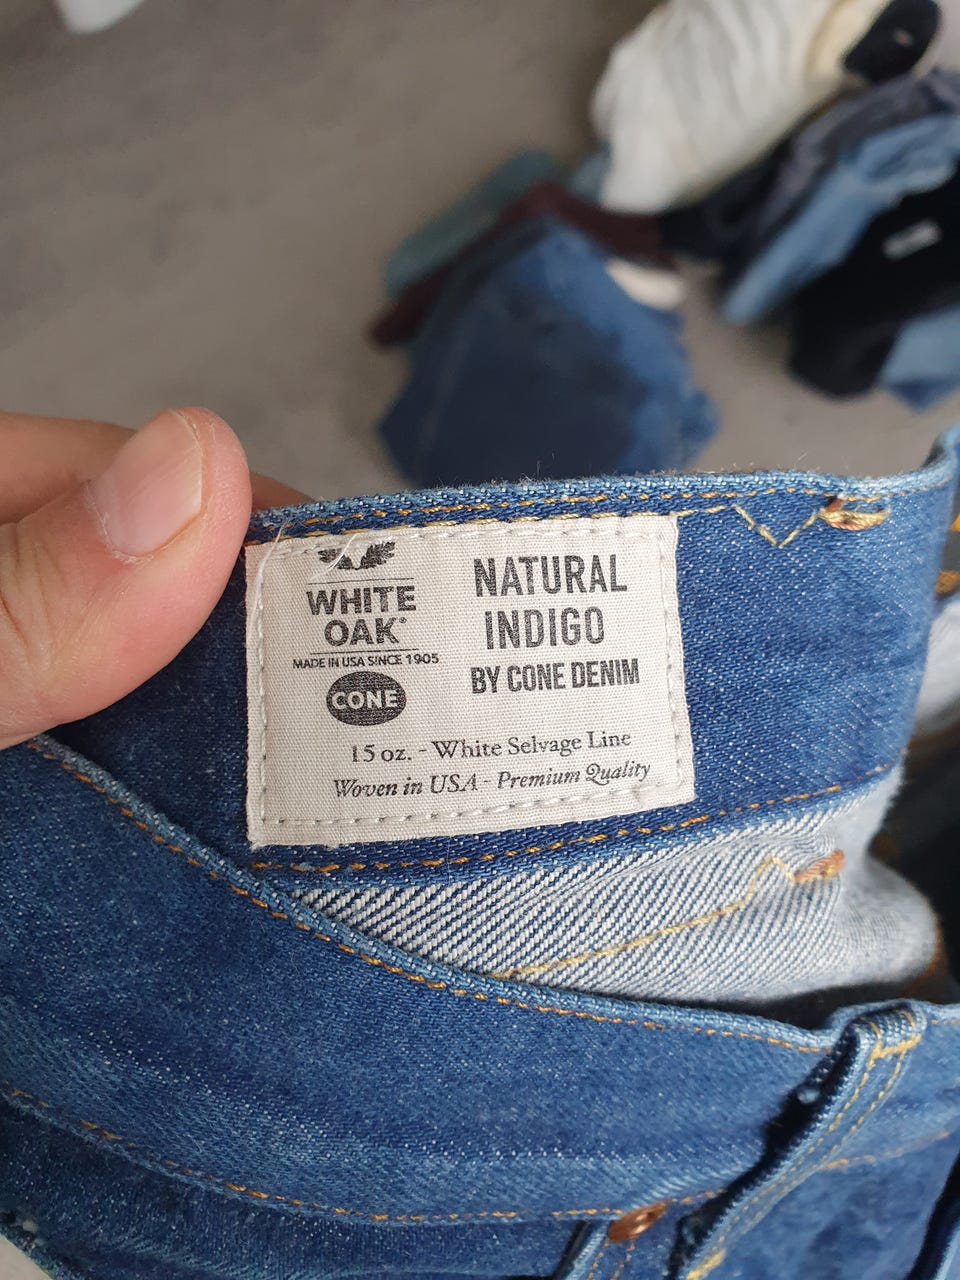 WHITE
OAK®
MADE IN USA SINCE 1905
CONE
NATURAL
INDIGO
BY CONE DENIM
15 oz. - White Selvage Line
Woven in USA - Premium Quality